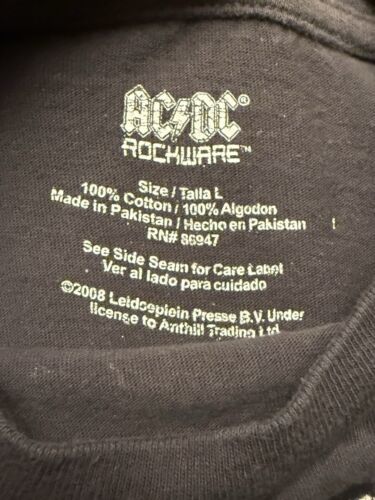 AC⚡DC®
ROCKWARE™
Size / Talla L
100% Cotton / 100% Algodon
Made in Pakistan / Hecho en Pakistan
RN# 86947
See Side Seam for Care Label
Ver al lado para cuidado
©2008 Leidseplein Presse B.V. Under
license to Anthill Trading Ltd.